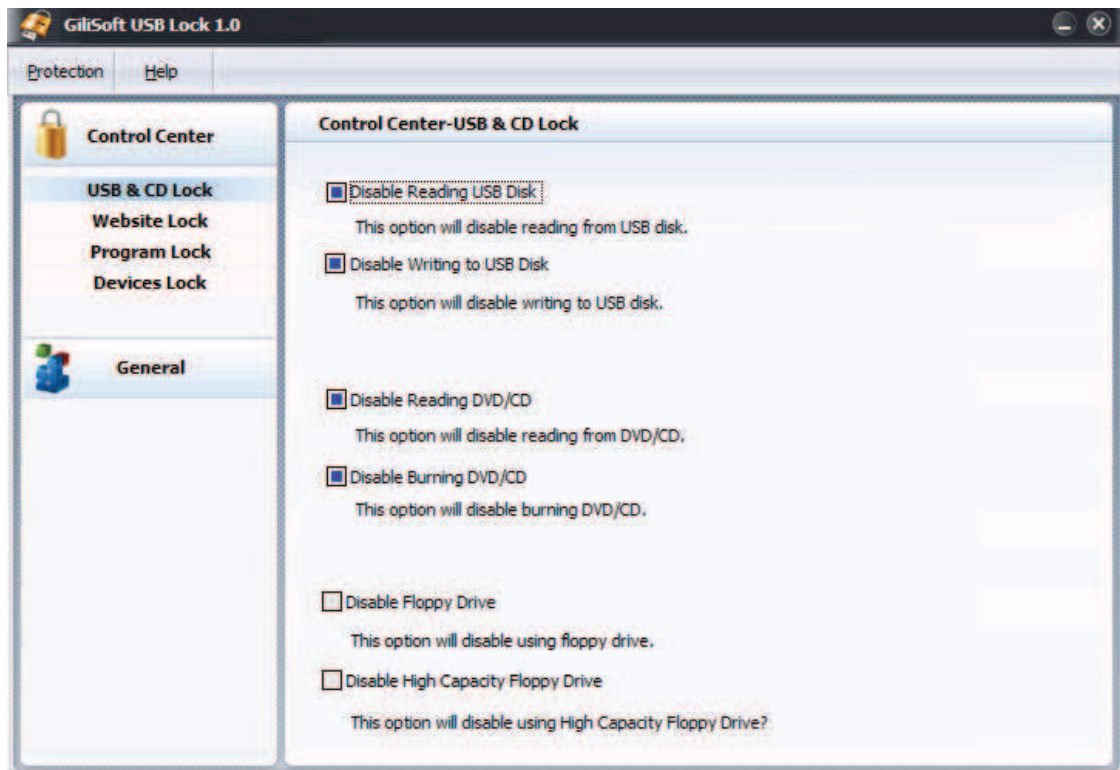 GiliSoft USB Lock 1.0
Protection Help
Control Center
USB & CD Lock
Website Lock
Program Lock
Devices Lock
General
Control Center-USB & CD Lock
Disable Reading USB Disk
This option will disable reading from USB disk.
Disable Writing to USB Disk
This option will disable writing to USB disk.
Disable Reading DVD/CD
This option will disable reading from DVD/CD.
Disable Burning DVD/CD
This option will disable burning DVD/CD.
Disable Floppy Drive
This option will disable using floppy drive.
Disable High Capacity Floppy Drive
This option will disable using High Capacity Floppy Drive?